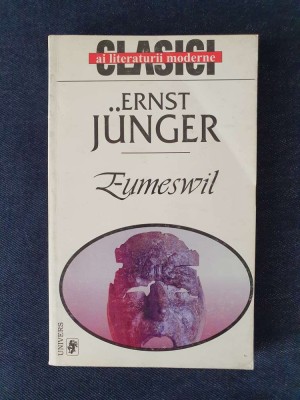 CLASICI
ai literaturii moderne
ERNST
JÜNGER
Eumeswil
UNIVERS